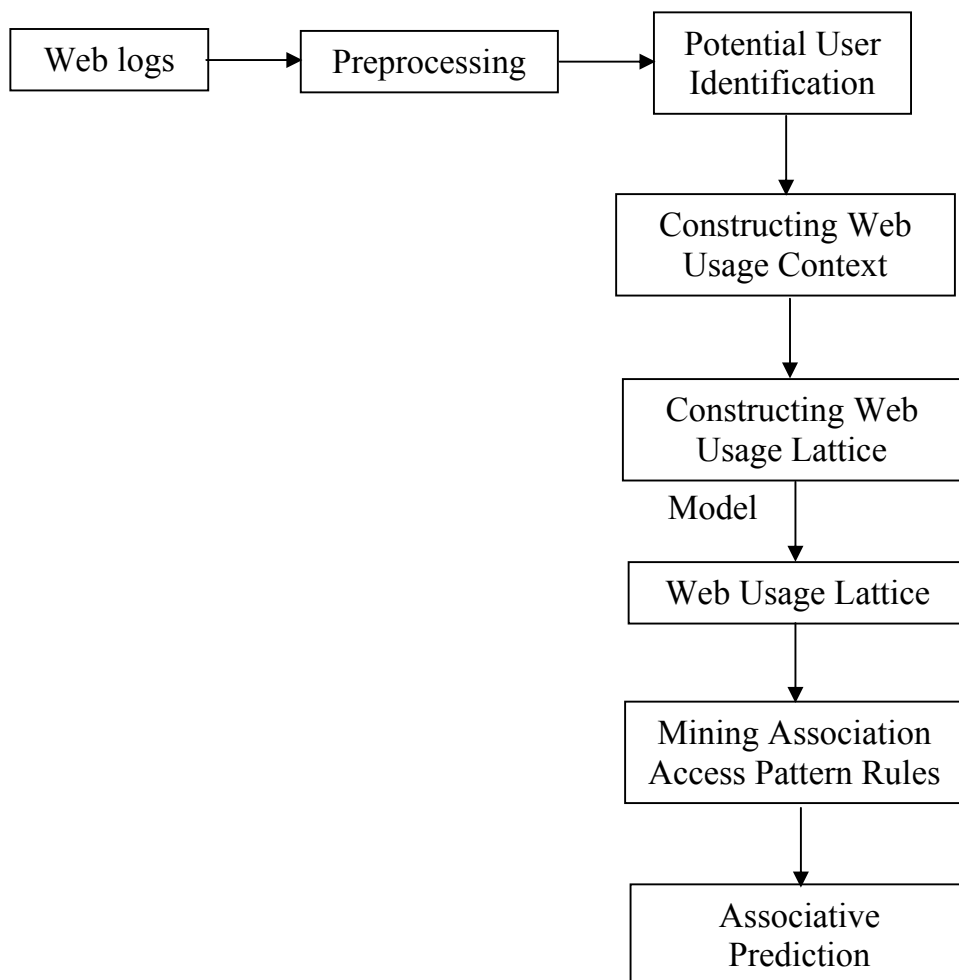 Web logs
Preprocessing
Potential User
Identification
Constructing Web
Usage Context
Constructing Web
Usage Lattice
Model
Web Usage Lattice
Mining Association
Access Pattern Rules
Associative
Prediction